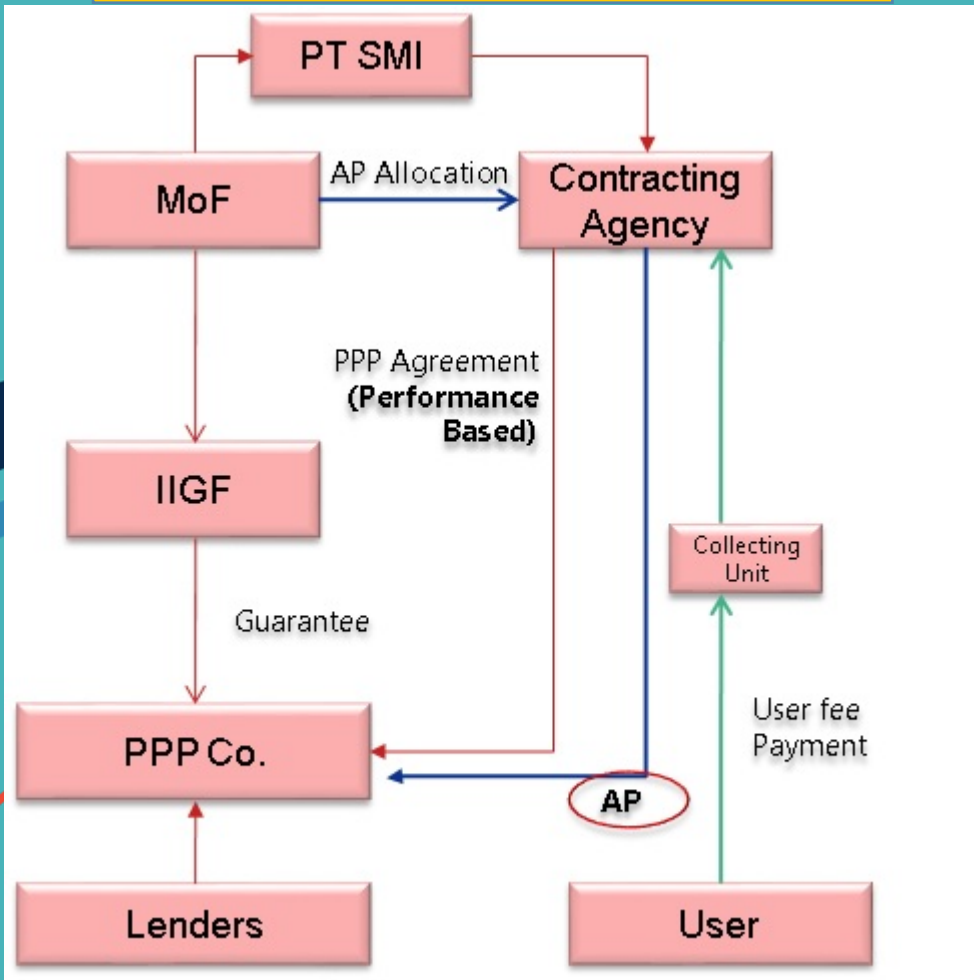 PT SMI
MoF
AP Allocation
Contracting
Agency
PPP Agreement
(Performance
Based)
IIGF
Collecting
Unit
Guarantee
User fee
Payment
PPP Co.
AP
Lenders
User